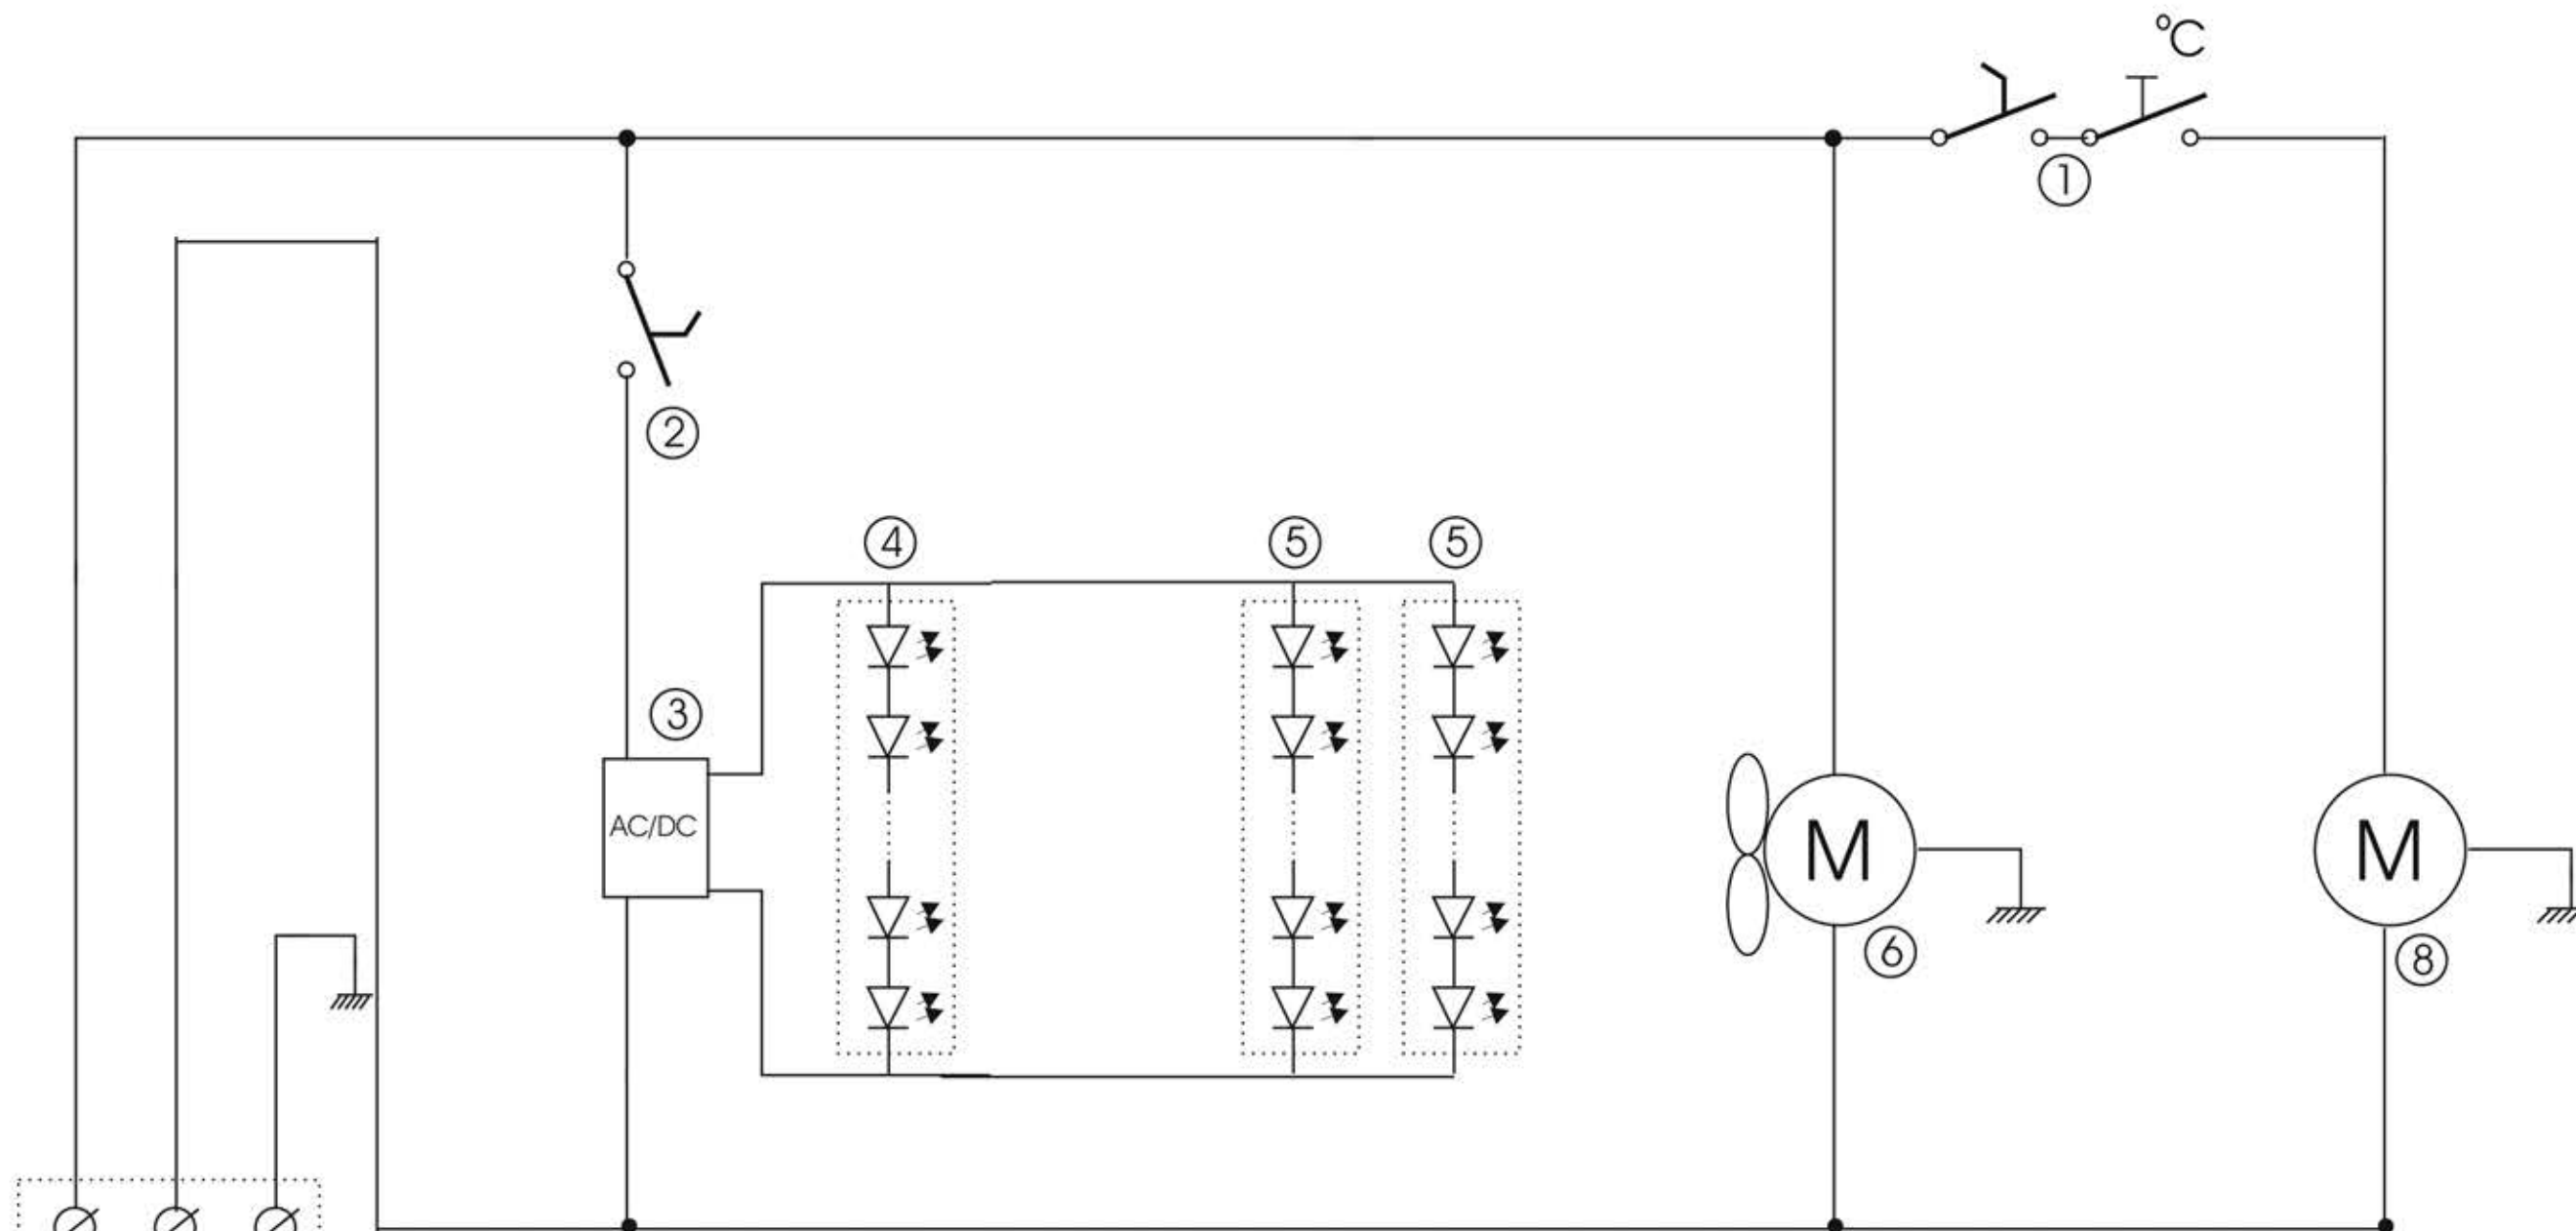 °C
①
②
④
⑤
⑤
③
AC/DC
M
M
⑥
⑧